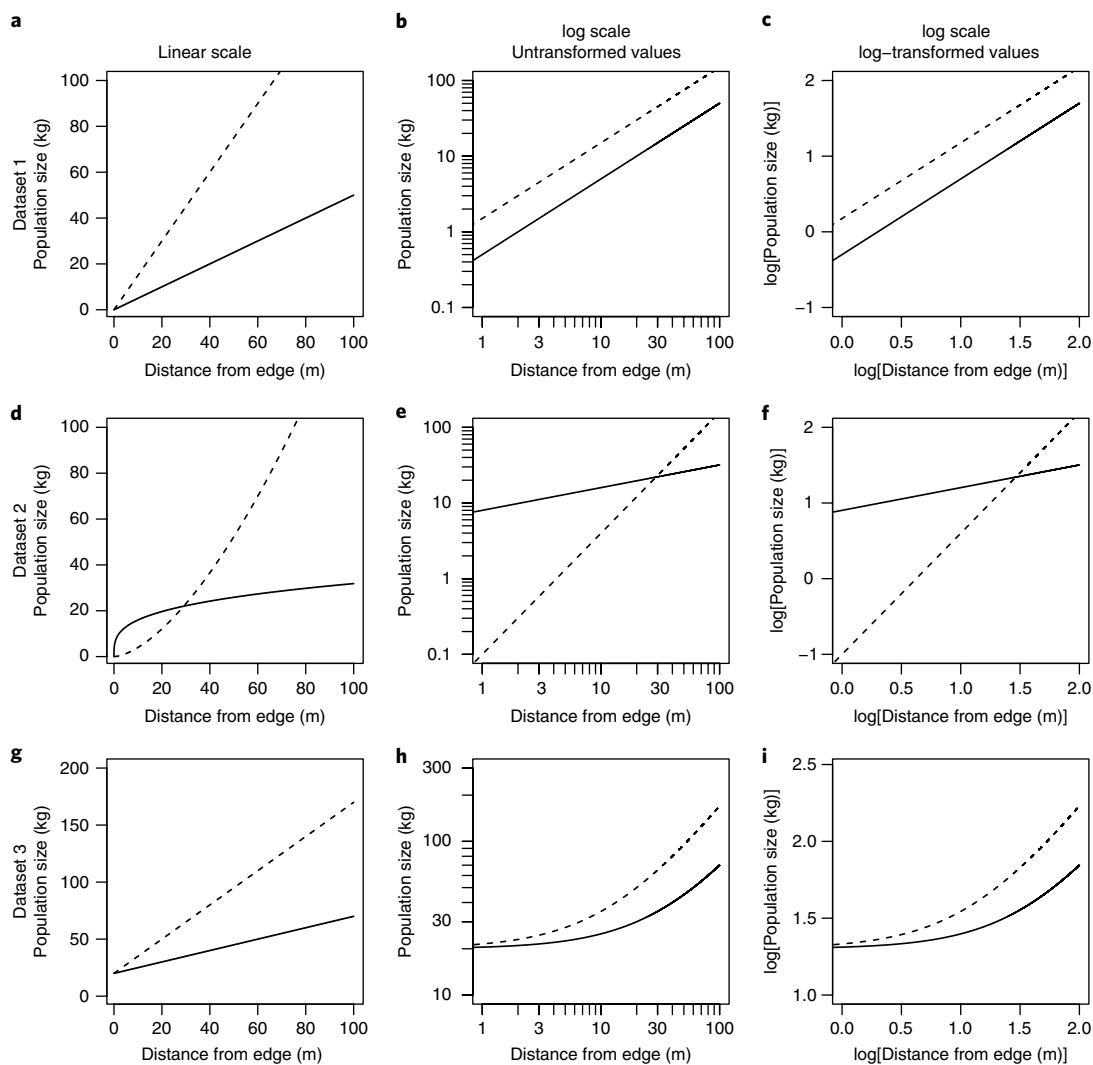 a
Linear scale
Dataset 1
Population size (kg)
100
80
60
40
20
0
0 20 40 60 80 100
Distance from edge (m)
b
log scale
Untransformed values
Population size (kg)
100
10
1
0.1
1 3 10 30 100
Distance from edge (m)
c
log scale
log−transformed values
log[Population size (kg)]
2
1
0
−1
0.0 0.5 1.0 1.5 2.0
log[Distance from edge (m)]
d
Dataset 2
Population size (kg)
100
80
60
40
20
0
0 20 40 60 80 100
Distance from edge (m)
e
Population size (kg)
100
10
1
0.1
1 3 10 30 100
Distance from edge (m)
f
log[Population size (kg)]
2
1
0
−1
0.0 0.5 1.0 1.5 2.0
log[Distance from edge (m)]
g
Dataset 3
Population size (kg)
200
150
100
50
0
0 20 40 60 80 100
Distance from edge (m)
h
Population size (kg)
300
100
30
10
1 3 10 30 100
Distance from edge (m)
i
log[Population size (kg)]
2.5
2.0
1.5
1.0
0.0 0.5 1.0 1.5 2.0
log[Distance from edge (m)]